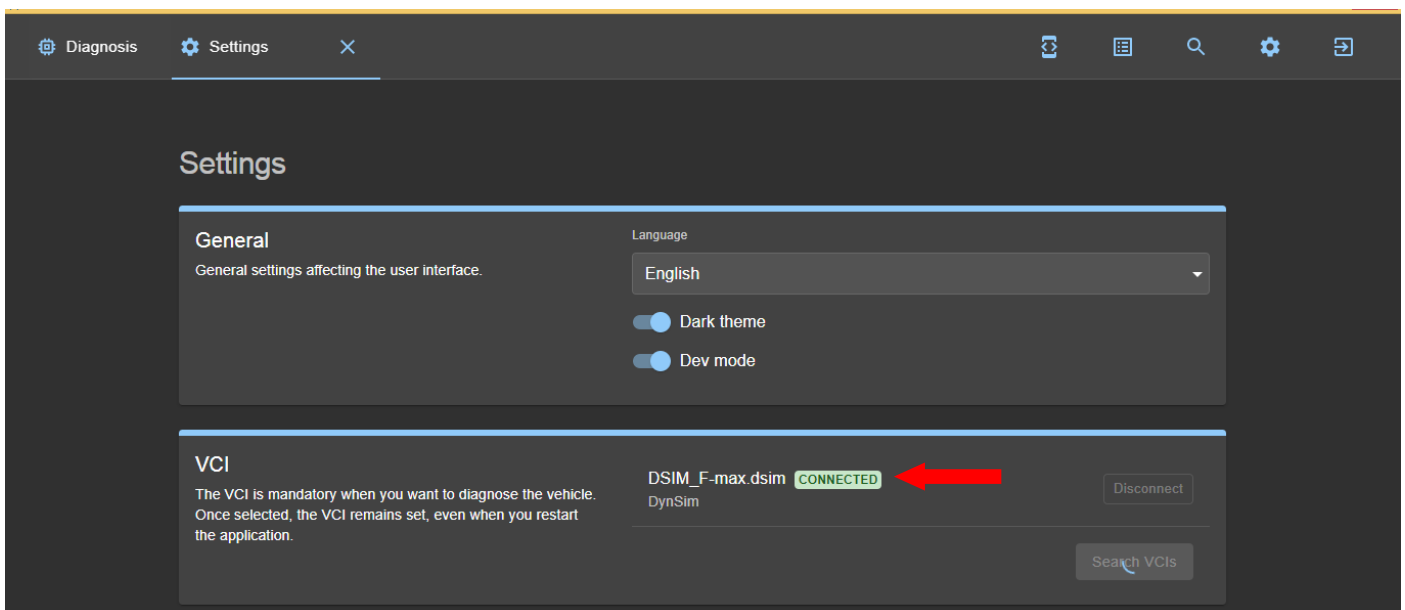 Diagnosis
Settings
Settings
General
General settings affecting the user interface.
Language
English
Dark theme
Dev mode
VCI
The VCI is mandatory when you want to diagnose the vehicle.
Once selected, the VCI remains set, even when you restart
the application.
DSIM_F-max.dsim CONNECTED
DynSim
Disconnect
Search VCIs